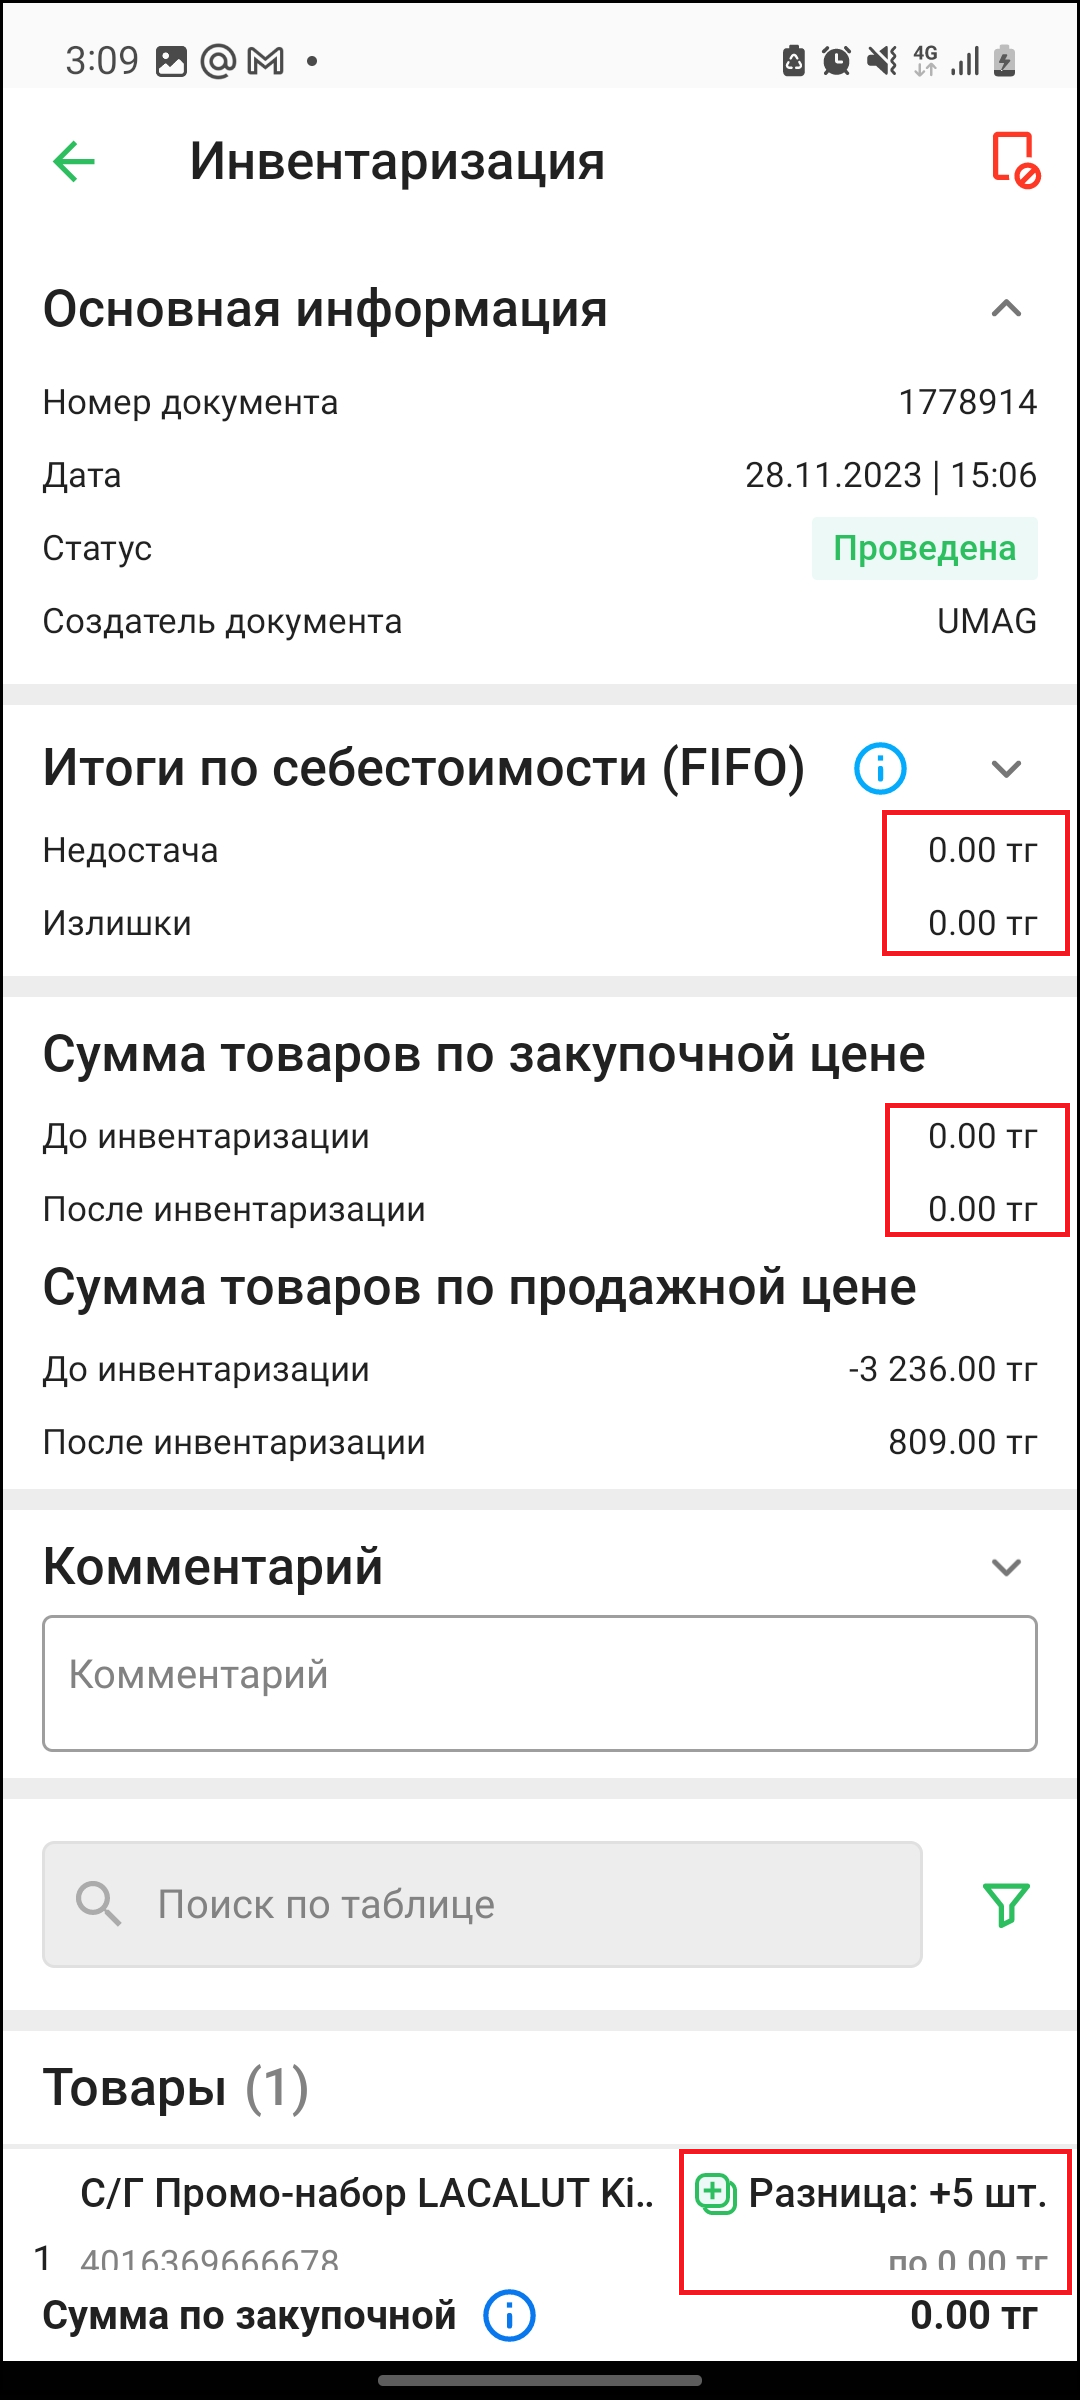 3:09
4G
Инвентаризация
Основная информация
Номер документа 1778914
Дата 28.11.2023 | 15:06
Статус Проведена
Создатель документа UMAG
Итоги по себестоимости (FIFO)
Недостача 0.00 тг
Излишки 0.00 тг
Сумма товаров по закупочной цене
До инвентаризации 0.00 тг
После инвентаризации 0.00 тг
Сумма товаров по продажной цене
До инвентаризации -3 236.00 тг
После инвентаризации 809.00 тг
Комментарий
Комментарий
Поиск по таблице
Товары (1)
С/Г Промо-набор LACALUT Ki.. Разница: +5 шт.
1 4016369666678 по 0.00 тг
Сумма по закупочной 0.00 тг